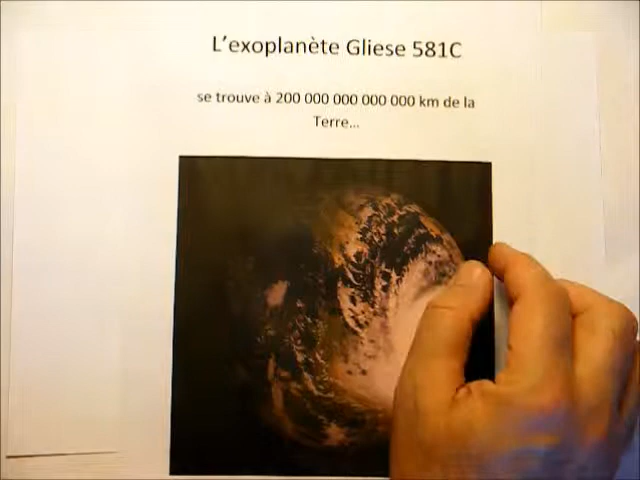 L'exoplanète Gliese 581C
se trouve à 200 000 000 000 000 km de la
Terre...